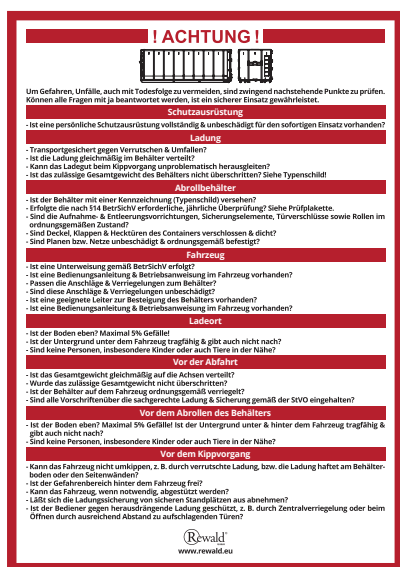 ! ACHTUNG !
Um Gefahren, Unfälle, auch mit Todesfolge zu vermeiden, sind zwingend nachstehende Punkte zu prüfen.
Können alle Fragen mit ja beantwortet werden, ist ein sicherer Einsatz gewährleistet.
Schutzausrüstung
- Ist eine persönliche Schutzausrüstung vollständig & unbeschädigt für den sofortigen Einsatz vorhanden?
Ladung
- Transportgesichert gegen Verrutschen & Umfallen?
- Ist die Ladung gleichmäßig im Behälter verteilt?
- Kann das Ladegut beim Kippvorgang unproblematisch herausgleiten?
- Ist das zulässige Gesamtgewicht des Behälters nicht überschritten? Siehe Typenschild!
Abrollbehälter
- Ist der Behälter mit einer Kennzeichnung (Typenschild) versehen?
- Erfolgte die nach §14 BetrSichV erforderliche, jährliche Überprüfung? Siehe Prüfplakette.
- Sind die Aufnahme- & Entleerungsvorrichtungen, Sicherungselemente, Türverschlüsse sowie Rollen im
ordnungsgemäßen Zustand?
- Sind Deckel, Klappen & Hecktüren des Containers verschlossen & dicht?
- Sind Planen bzw. Netze unbeschädigt & ordnungsgemäß befestigt?
Fahrzeug
- Ist eine Unterweisung gemäß BetrSichV erfolgt?
- Ist eine Bedienungsanleitung & Betriebsanweisung im Fahrzeug vorhanden?
- Passen die Anschläge & Verriegelungen zum Behälter?
- Sind diese Anschläge & Verriegelungen unbeschädigt?
- Ist eine geeignete Leiter zur Besteigung des Behälters vorhanden?
- Ist eine Bedienungsanleitung & Betriebsanweisung im Fahrzeug vorhanden?
Ladeort
- Ist der Boden eben? Maximal 5% Gefälle!
- Ist der Untergrund unter dem Fahrzeug tragfähig & gibt auch nicht nach?
- Sind keine Personen, insbesondere Kinder oder auch Tiere in der Nähe?
Vor der Abfahrt
- Ist das Gesamtgewicht gleichmäßig auf die Achsen verteilt?
- Wurde das zulässige Gesamtgewicht nicht überschritten?
- Ist der Behälter auf dem Fahrzeug ordnungsgemäß verriegelt?
- Sind alle Vorschriftenüber die sachgerechte Ladung & Sicherung gemäß der StVO eingehalten?
Vor dem Abrollen des Behälters
- Ist der Boden eben? Maximal 5% Gefälle! Ist der Untergrund unter & hinter dem Fahrzeug tragfähig &
gibt auch nicht nach?
- Sind keine Personen, insbesondere Kinder oder auch Tiere in der Nähe?
Vor dem Kippvorgang
- Kann das Fahrzeug nicht umkippen, z. B. durch verrutschte Ladung, bzw. die Ladung haftet am Behälter-
boden oder den Seitenwänden?
- Ist der Gefahrenbereich hinter dem Fahrzeug frei?
- Kann das Fahrzeug, wenn notwendig, abgestützt werden?
- Läßt sich die Ladungssicherung von sicheren Standplätzen aus abnehmen?
- Ist der Bediener gegen herausdrängende Ladung geschützt, z. B. durch Zentralverriegelung oder beim
Öffnen durch ausreichend Abstand zu aufschlagenden Türen?
Rewald
www.rewald.eu